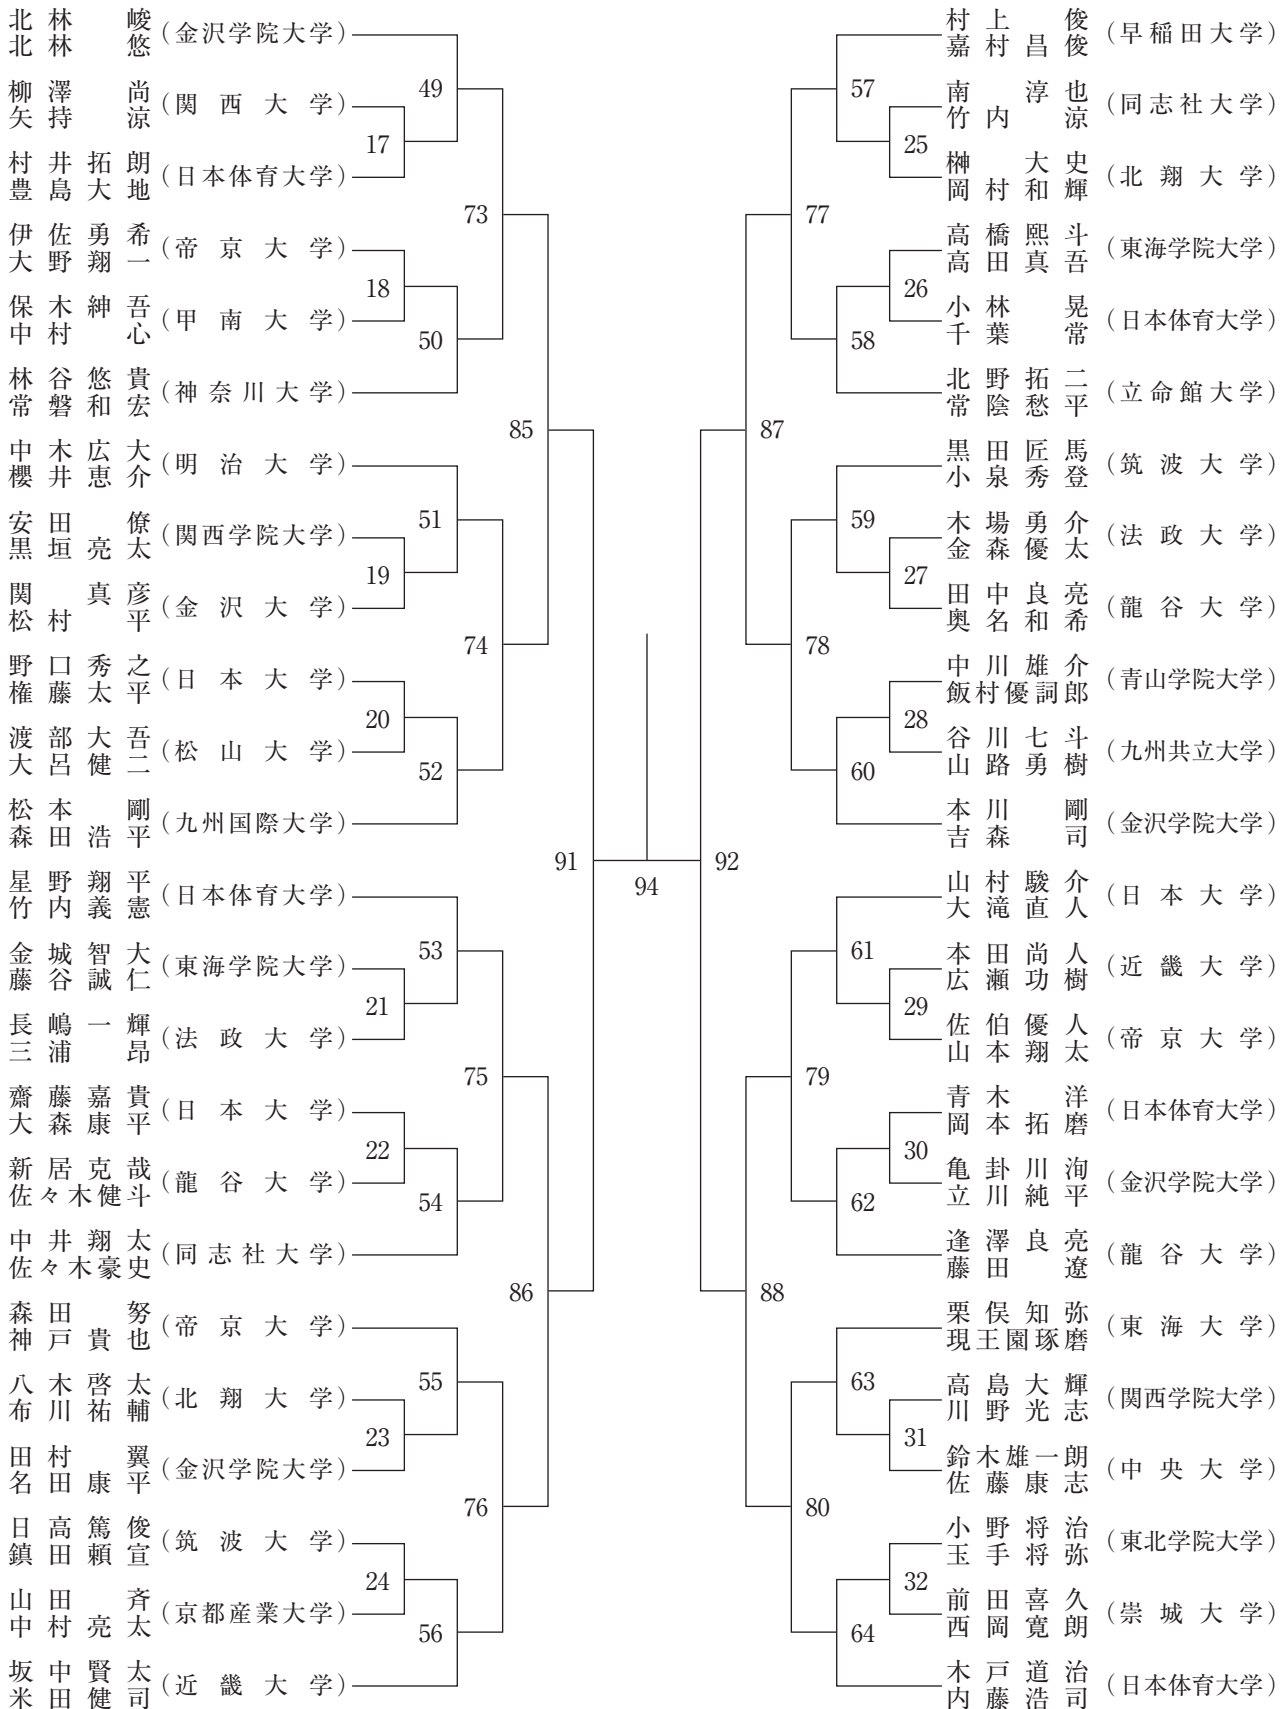 北林峻
北林悠
(金沢学院大学)
柳澤尚
矢持涼
(関西大学)
村井拓朗
豊島大地
(日本体育大学)
伊佐勇希
大野翔一
(帝京大学)
保木紳吾
中村心
(甲南大学)
林谷悠貴
常磐和宏
(神奈川大学)
中木広大
櫻井恵介
(明治大学)
安田僚
黒垣亮太
(関西学院大学)
関真彦
松村平
(金沢大学)
野口秀之
権藤太平
(日本大学)
渡部大吾
大呂健二
(松山大学)
松本剛
森田浩平
(九州国際大学)
星野翔平
竹内義憲
(日本体育大学)
金城智大
藤谷誠仁
(東海学院大学)
長嶋一輝
三浦昂
(法政大学)
齋藤嘉貴
大森康平
(日本大学)
新居克哉
佐々木健斗
(龍谷大学)
中井翔太
佐々木豪史
(同志社大学)
森田努
神戸貴也
(帝京大学)
八木啓太
布川祐輔
(北翔大学)
田村翼
名田康平
(金沢学院大学)
日高篤俊
鎮田頼宣
(筑波大学)
山田斉
中村亮太
(京都産業大学)
坂中賢太
米田健司
(近畿大学)
49
17
73
18
50
85
51
19
74
20
52
91
53
21
75
22
54
86
55
23
76
24
56
94
92
57
25
77
26
58
87
59
27
78
28
60
61
29
79
30
62
88
63
31
80
32
64
村上俊
嘉村昌俊
(早稲田大学)
南淳也
竹内涼
(同志社大学)
榊大史
岡村和輝
(北翔大学)
高橋熙斗
高田真吾
(東海学院大学)
小林晃
千葉常
(日本体育大学)
北野拓二
常陰愁平
(立命館大学)
黒田匠馬
小泉秀登
(筑波大学)
木場勇介
金森優太
(法政大学)
田中良亮
奥名和希
(龍谷大学)
中川雄介
飯村優詞郎
(青山学院大学)
谷川七斗
山路勇樹
(九州共立大学)
本川剛
吉森司
(金沢学院大学)
山村駿介
大滝直人
(日本大学)
本田尚人
広瀬功樹
(近畿大学)
佐伯優人
山本翔太
(帝京大学)
青木洋
岡本拓磨
(日本体育大学)
亀卦川洵
立川純平
(金沢学院大学)
逢澤良亮
藤田遼
(龍谷大学)
栗俣知弥
現王園琢磨
(東海大学)
高島大輝
川野光志
(関西学院大学)
鈴木雄一朗
佐藤康志
(中央大学)
小野将治
玉手将弥
(東北学院大学)
前田喜久
西岡寛朗
(崇城大学)
木戸道治
内藤浩司
(日本体育大学)